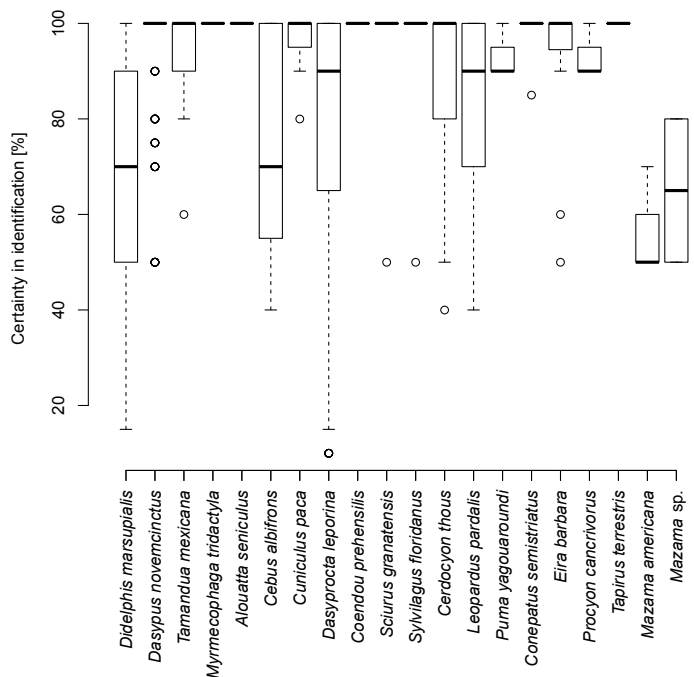 Certainty in identification [%]
100
80
60
40
20
Didelphis marsupialis
Dasypus novemcinctus
Tamandua mexicana
Myrmecophaga tridactyla
Alouatta seniculus
Cebus albifrons
Cuniculus paca
Dasyprocta leporina
Coendou prehensilis
Sciurus granatensis
Sylvilagus floridanus
Cerdocyon thous
Leopardus pardalis
Puma yagouaroundi
Conepatus semistriatus
Eira barbara
Procyon cancrivorus
Tapirus terrestris
Mazama americana
Mazama sp.